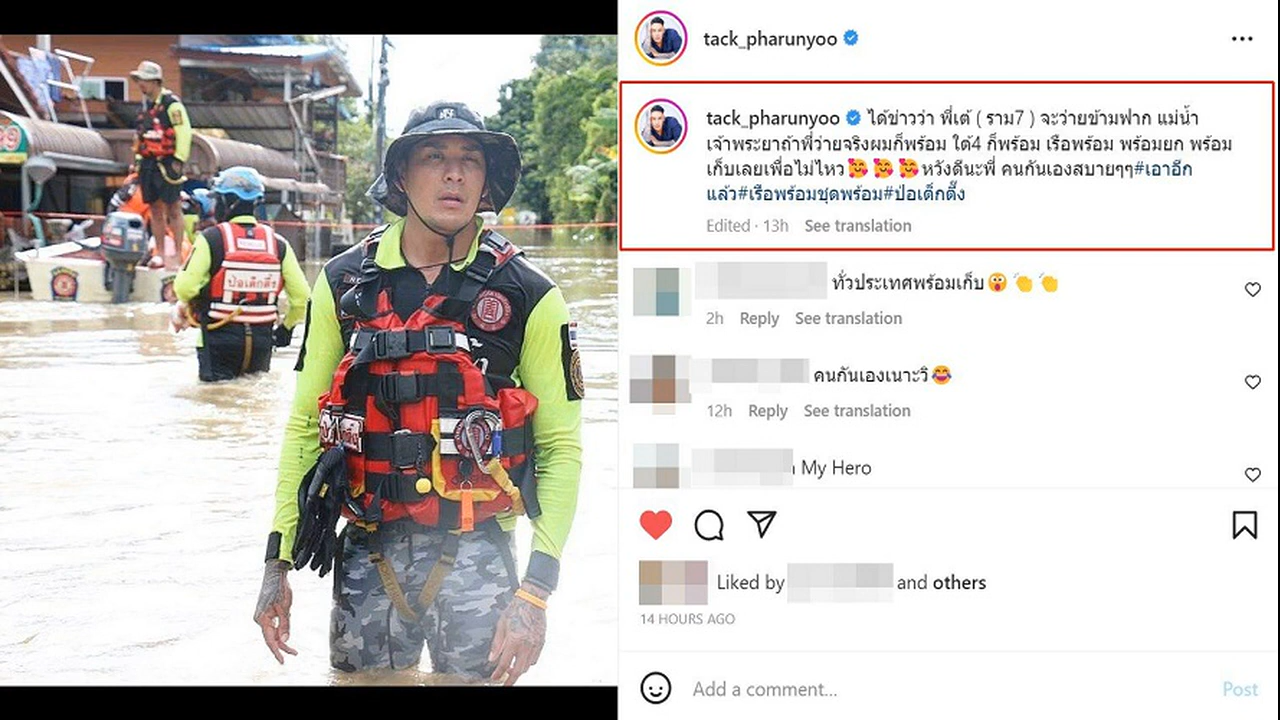 tack_pharunyoo
tack_pharunyoo ได้ข่าวว่า พี่เต้ ( ราม7 ) จะว่ายข้ามฟาก แม่น้ำ
เจ้าพระยาถ้าพี่ว่ายจริงผมก็พร้อม ใต้4 ก็พร้อม เรือพร้อม พร้อมยก พร้อม
เก็บเลยเพื่อไม่ไหว🥰🥰🥰หวังดีนะพี่ คนกันเองสบายๆๆ#เอาอีก
แล้ว#เรือพร้อมชุดพร้อม#ป่อเต็กตึ๊ง
Edited · 13h See translation
ทั่วประเทศพร้อมเก็บ😲👏👏
2h Reply See translation
คนกันเองเนาะวิ😂
12h Reply See translation
My Hero
Liked by and others
14 HOURS AGO
Add a comment... Post
ป่อเต็กตึ๊ง